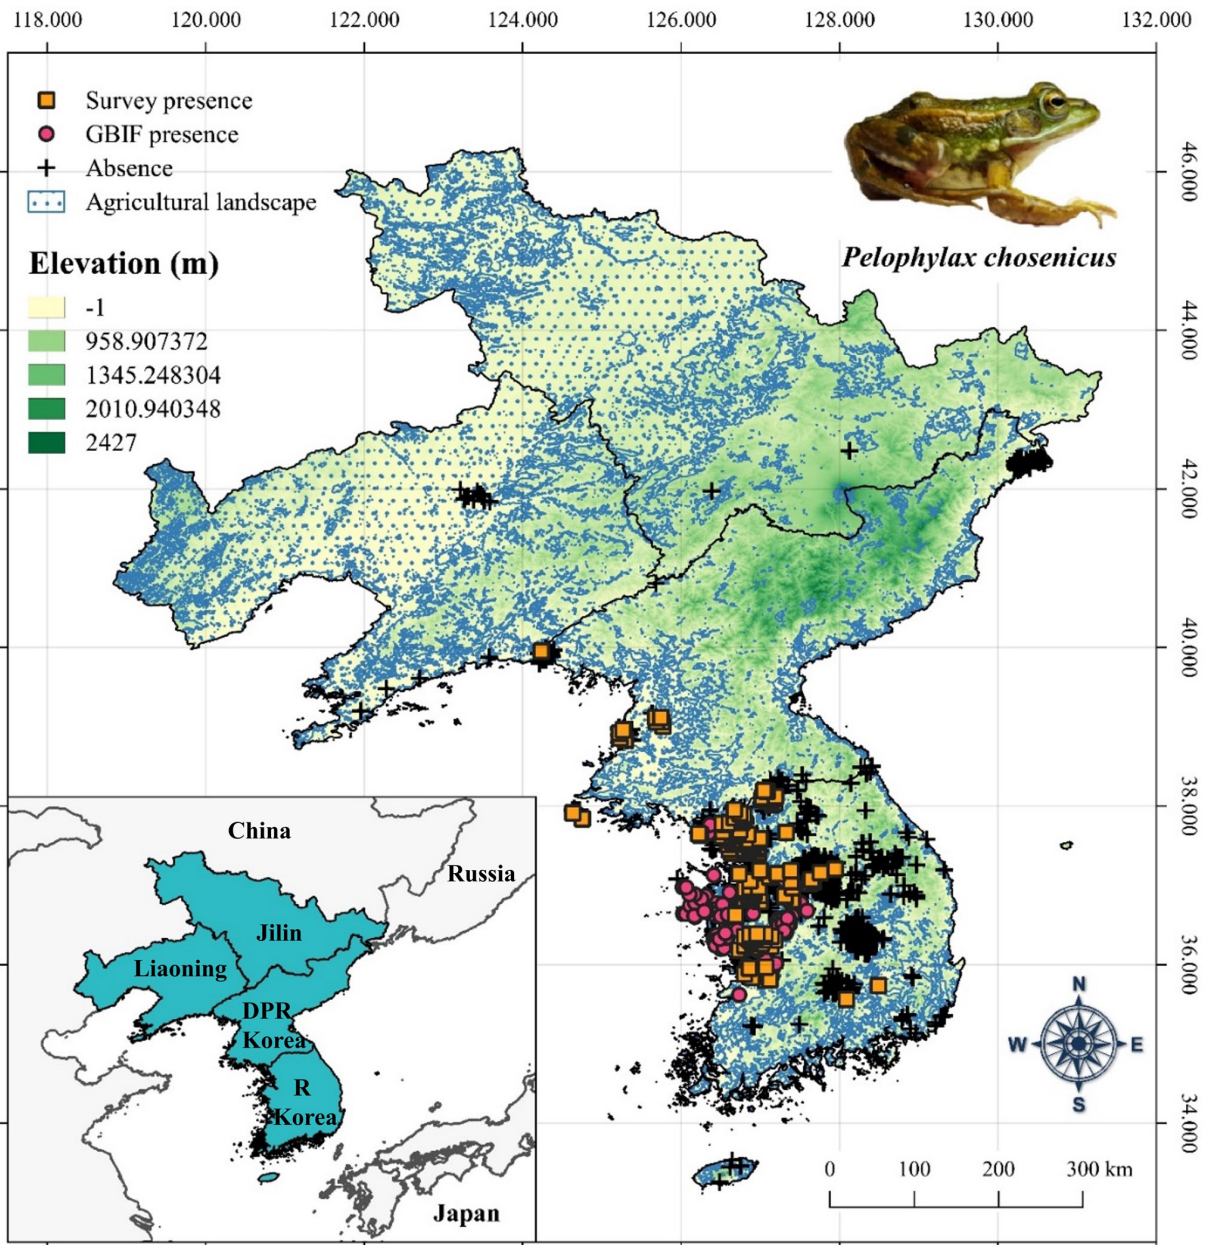 118.000 120.000 122.000 124.000 126.000 128.000 130.000 132.000
Survey presence
GBIF presence
Absence
Agricultural landscape
Elevation (m)
-1
958.907372
1345.248304
2010.940348
2427
Pelophylax chosenicus
46.000
44.000
42.000
40.000
38.000
36.000
34.000
China
Russia
Jilin
Liaoning
DPR
Korea
R
Korea
Japan
N
W E
S
0 100 200 300 km